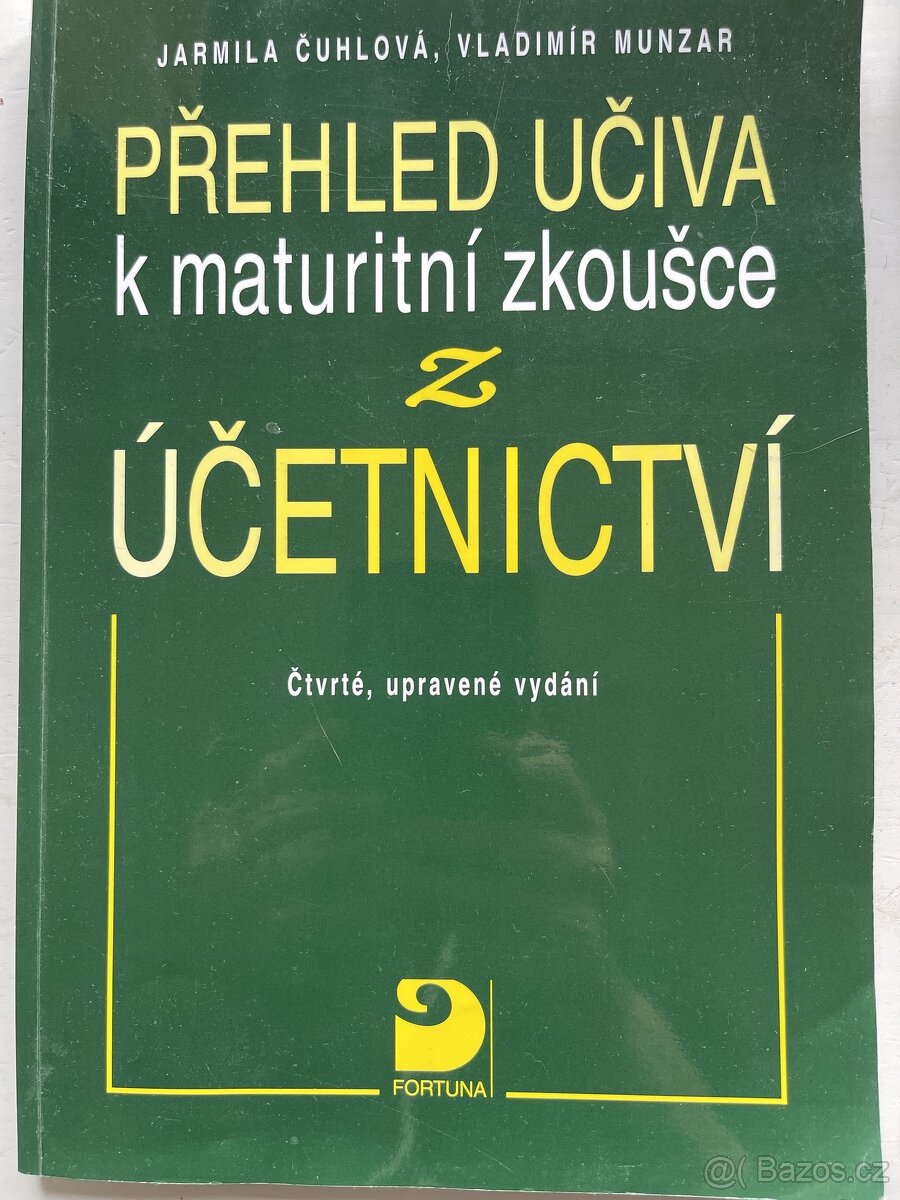 JARMILA ČUHLOVÁ, VLADIMÍR MUNZAR
PŘEHLED UČIVA
k maturitní zkoušce
z
ÚČETNICTVÍ
Čtvrté, upravené vydání
FORTUNA
@( Bazos.cz